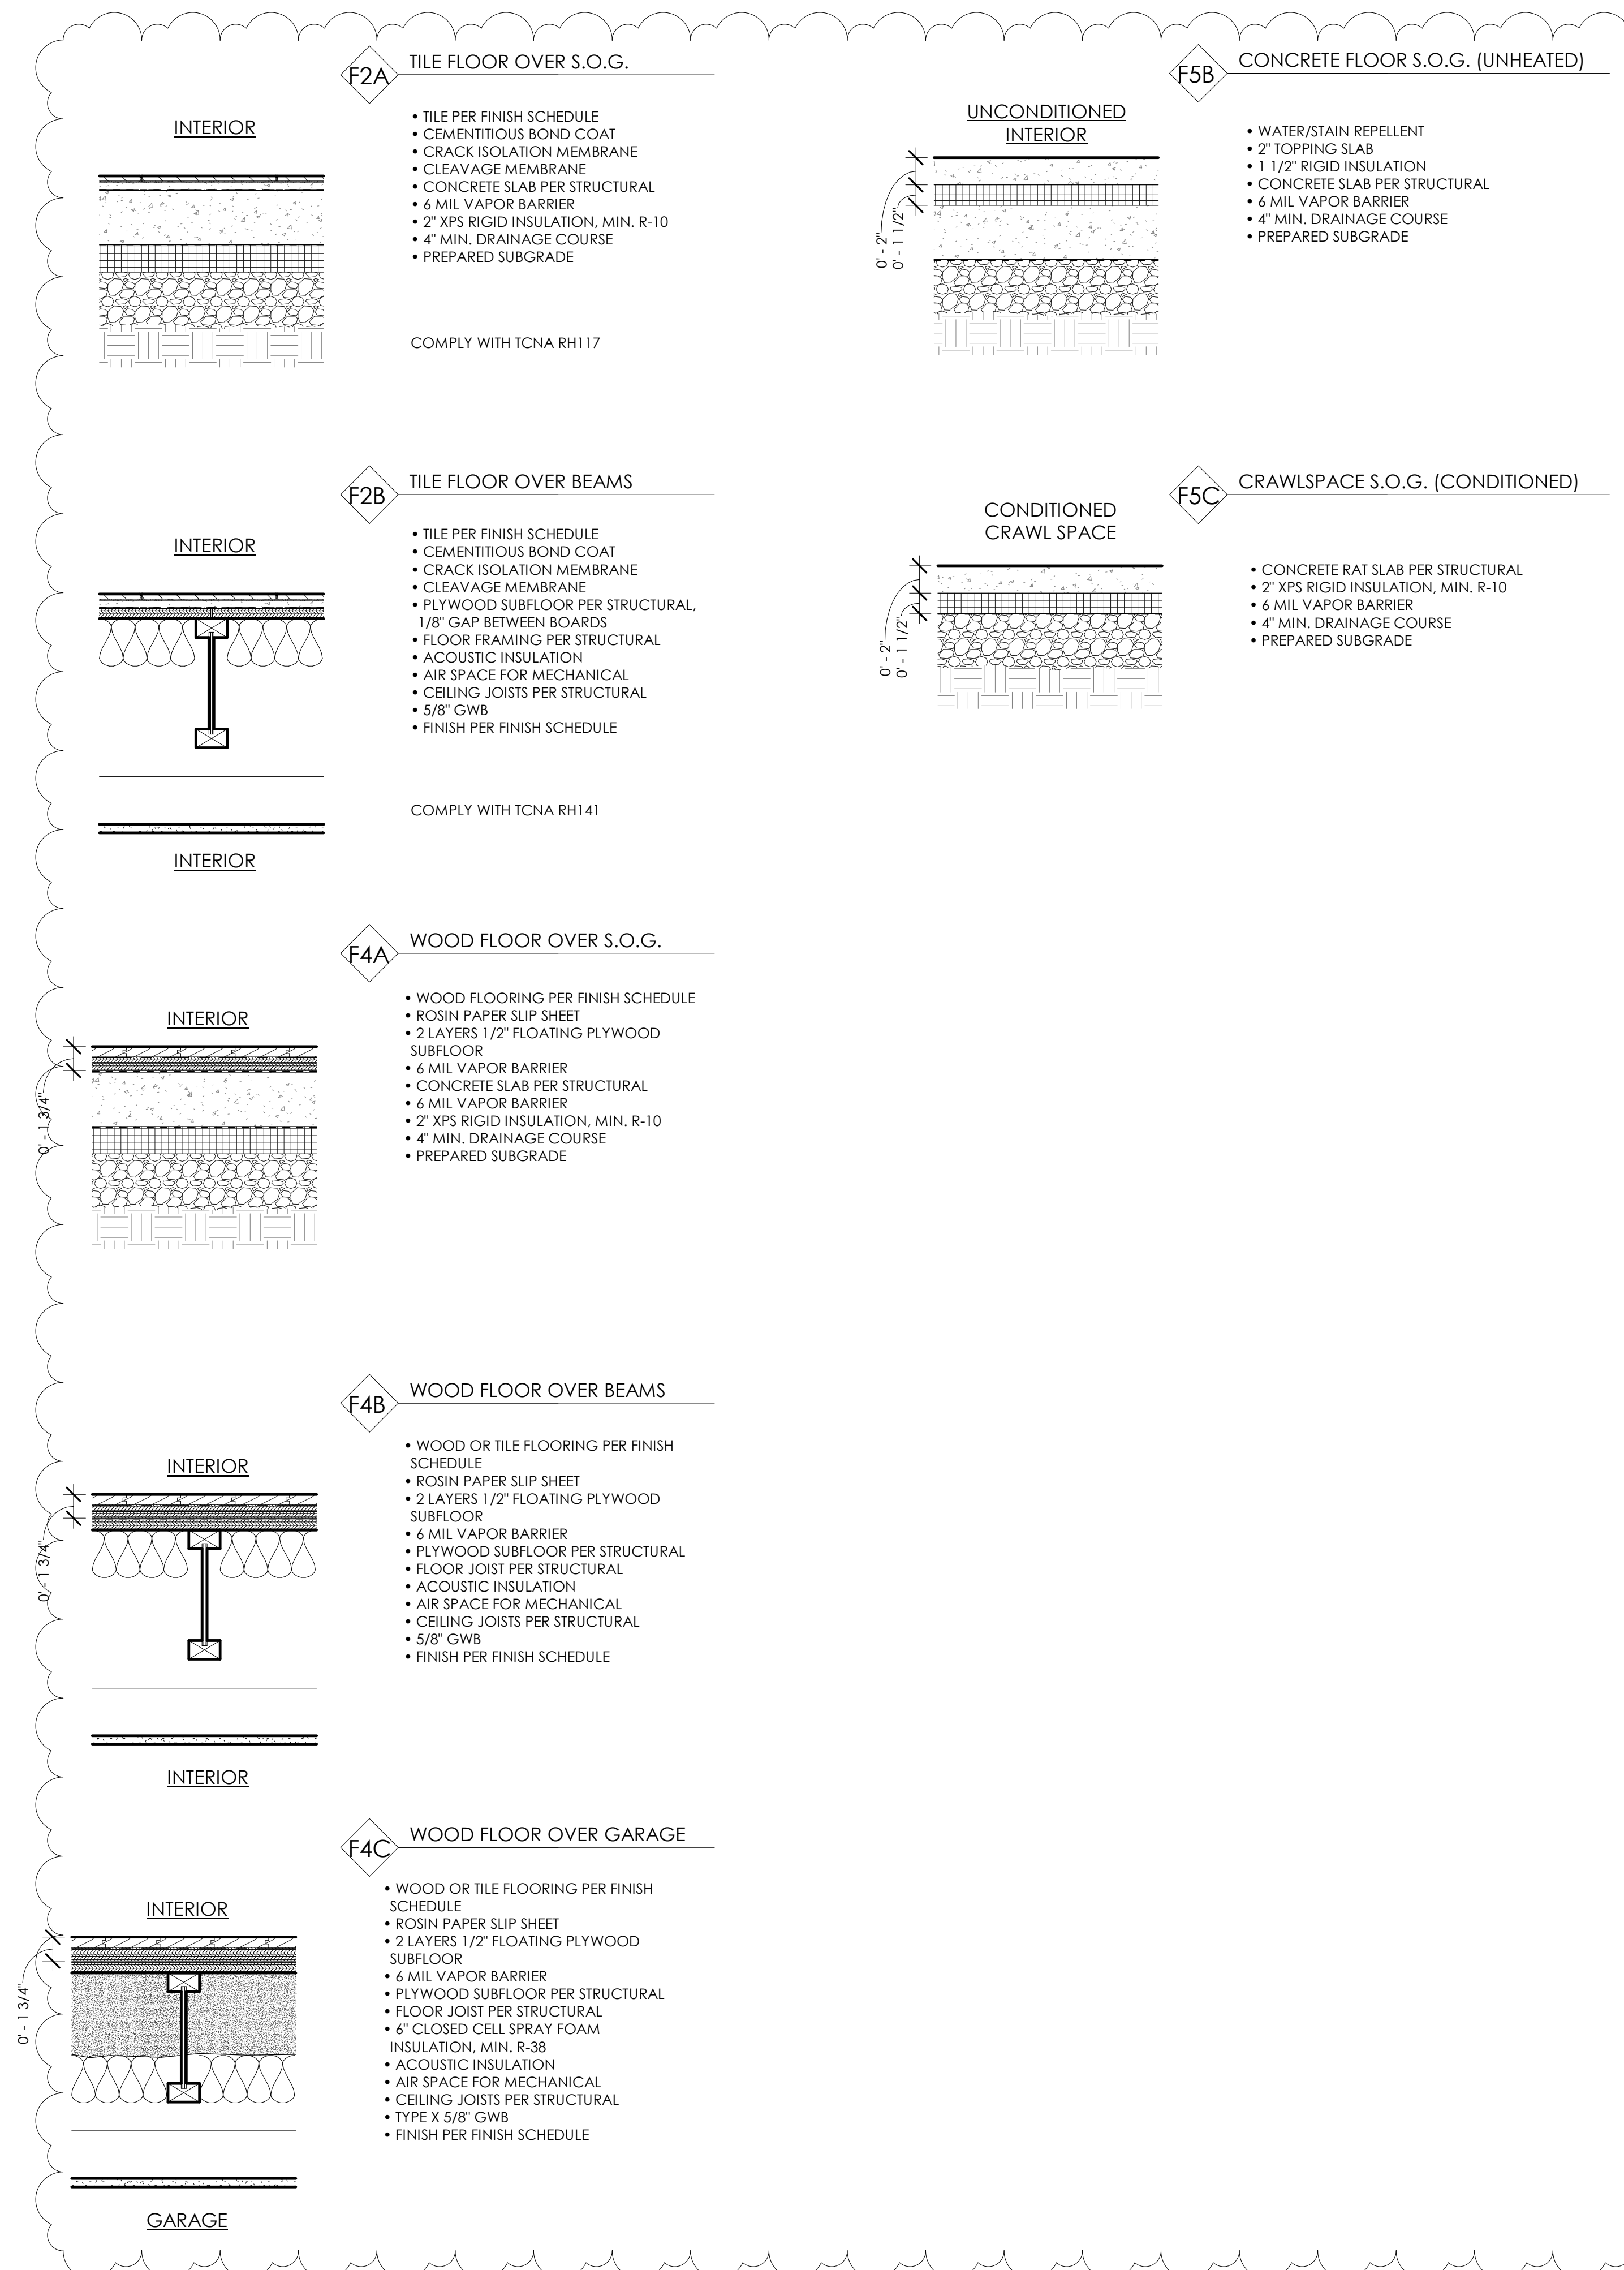 F2A
TILE FLOOR OVER S.O.G.
INTERIOR
• TILE PER FINISH SCHEDULE
• CEMENTITIOUS BOND COAT
• CRACK ISOLATION MEMBRANE
• CLEAVAGE MEMBRANE
• CONCRETE SLAB PER STRUCTURAL
• 6 MIL VAPOR BARRIER
• 2" XPS RIGID INSULATION, MIN. R-10
• 4" MIN. DRAINAGE COURSE
• PREPARED SUBGRADE
COMPLY WITH TCNA RH117
F2B
TILE FLOOR OVER BEAMS
INTERIOR
• TILE PER FINISH SCHEDULE
• CEMENTITIOUS BOND COAT
• CRACK ISOLATION MEMBRANE
• CLEAVAGE MEMBRANE
• PLYWOOD SUBFLOOR PER STRUCTURAL,
1/8" GAP BETWEEN BOARDS
• FLOOR FRAMING PER STRUCTURAL
• ACOUSTIC INSULATION
• AIR SPACE FOR MECHANICAL
• CEILING JOISTS PER STRUCTURAL
• 5/8" GWB
• FINISH PER FINISH SCHEDULE
COMPLY WITH TCNA RH141
INTERIOR
F4A
WOOD FLOOR OVER S.O.G.
INTERIOR
0' - 1 3/4"
• WOOD FLOORING PER FINISH SCHEDULE
• ROSIN PAPER SLIP SHEET
• 2 LAYERS 1/2" FLOATING PLYWOOD
SUBFLOOR
• 6 MIL VAPOR BARRIER
• CONCRETE SLAB PER STRUCTURAL
• 6 MIL VAPOR BARRIER
• 2" XPS RIGID INSULATION, MIN. R-10
• 4" MIN. DRAINAGE COURSE
• PREPARED SUBGRADE
F4B
WOOD FLOOR OVER BEAMS
INTERIOR
0' - 1 3/4"
• WOOD OR TILE FLOORING PER FINISH
SCHEDULE
• ROSIN PAPER SLIP SHEET
• 2 LAYERS 1/2" FLOATING PLYWOOD
SUBFLOOR
• 6 MIL VAPOR BARRIER
• PLYWOOD SUBFLOOR PER STRUCTURAL
• FLOOR JOIST PER STRUCTURAL
• ACOUSTIC INSULATION
• AIR SPACE FOR MECHANICAL
• CEILING JOISTS PER STRUCTURAL
• 5/8" GWB
• FINISH PER FINISH SCHEDULE
INTERIOR
F4C
WOOD FLOOR OVER GARAGE
INTERIOR
0' - 1 3/4"
• WOOD OR TILE FLOORING PER FINISH
SCHEDULE
• ROSIN PAPER SLIP SHEET
• 2 LAYERS 1/2" FLOATING PLYWOOD
SUBFLOOR
• 6 MIL VAPOR BARRIER
• PLYWOOD SUBFLOOR PER STRUCTURAL
• FLOOR JOIST PER STRUCTURAL
• 6" CLOSED CELL SPRAY FOAM
INSULATION, MIN. R-38
• ACOUSTIC INSULATION
• AIR SPACE FOR MECHANICAL
• CEILING JOISTS PER STRUCTURAL
• TYPE X 5/8" GWB
• FINISH PER FINISH SCHEDULE
GARAGE
F5B
CONCRETE FLOOR S.O.G. (UNHEATED)
UNCONDITIONED
INTERIOR
0' - 2"
0' - 1 1/2"
• WATER/STAIN REPELLENT
• 2" TOPPING SLAB
• 1 1/2" RIGID INSULATION
• CONCRETE SLAB PER STRUCTURAL
• 6 MIL VAPOR BARRIER
• 4" MIN. DRAINAGE COURSE
• PREPARED SUBGRADE
F5C
CRAWLSPACE S.O.G. (CONDITIONED)
CONDITIONED
CRAWL SPACE
0' - 2"
0' - 1 1/2"
• CONCRETE RAT SLAB PER STRUCTURAL
• 2" XPS RIGID INSULATION, MIN. R-10
• 6 MIL VAPOR BARRIER
• 4" MIN. DRAINAGE COURSE
• PREPARED SUBGRADE